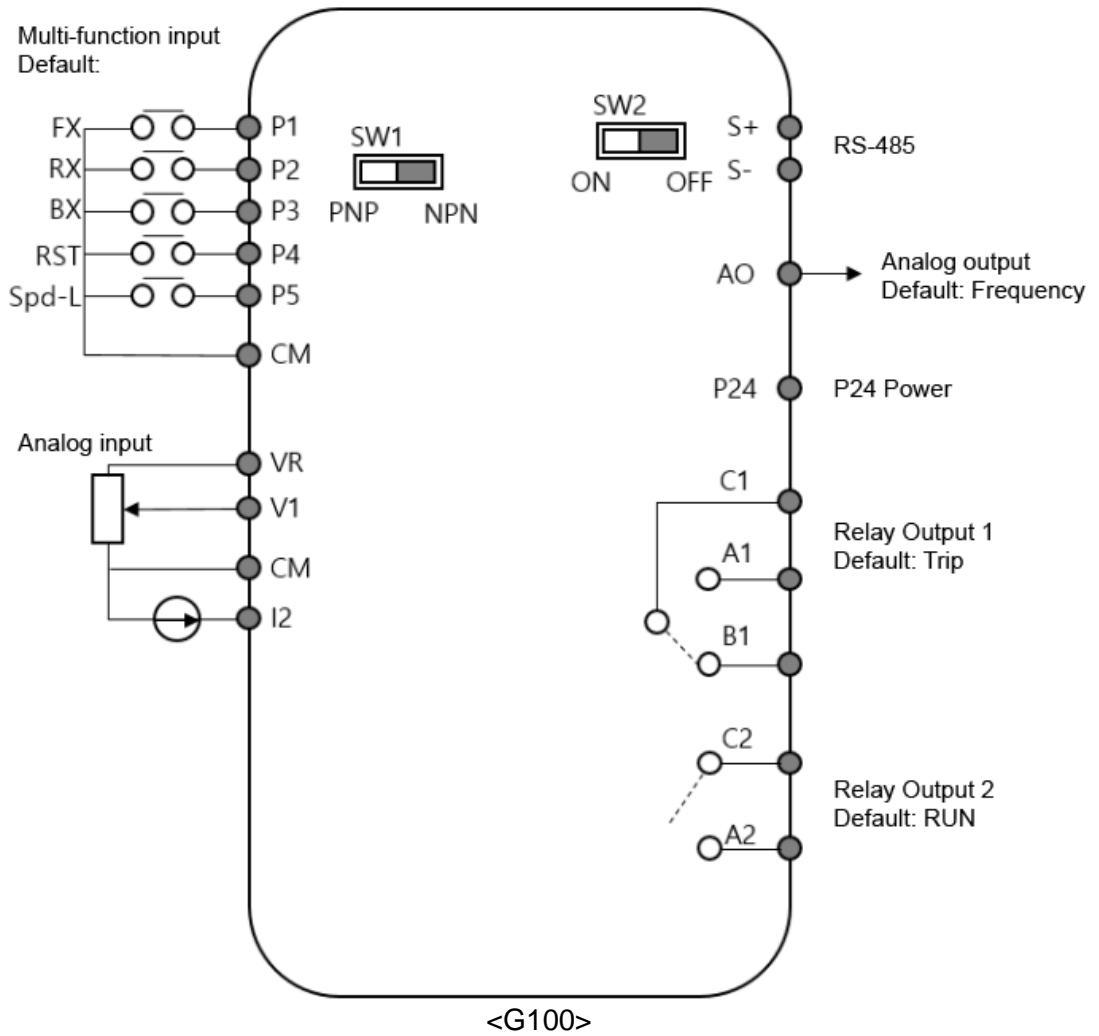 Multi-function input
Default:
FX
P1
RX
P2
BX
P3
RST
P4
Spd-L
P5
CM
SW1
PNP
NPN
SW2
ON
OFF
S+
S-
RS-485
AO
Analog output
Default: Frequency
P24
P24 Power
Analog input
VR
V1
CM
I2
C1
A1
B1
Relay Output 1
Default: Trip
C2
A2
Relay Output 2
Default: RUN
<G100>